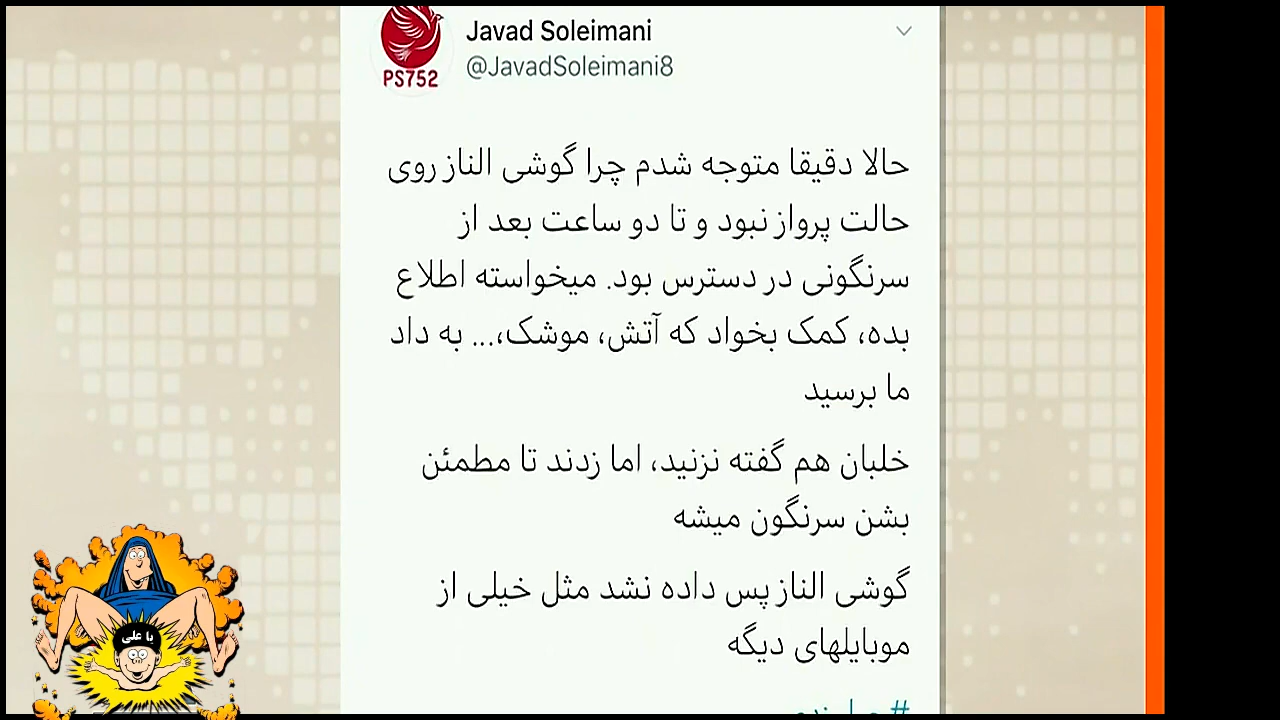 Javad Soleimani
@JavadSoleimani8
PS752
حالا دقیقا متوجه شدم چرا گوشی الناز روی
حالت پرواز نبود و تا دو ساعت بعد از
سرنگونی در دسترس بود. میخواسته اطلاع
بده، کمک بخواد که آتش، موشک،... به داد
ما برسید
خلبان هم گفته نزنید، اما زدند تا مطمئن
بشن سرنگون میشه
گوشی الناز پس داده نشد مثل خیلی از
موبایلهای دیگه
یا علی